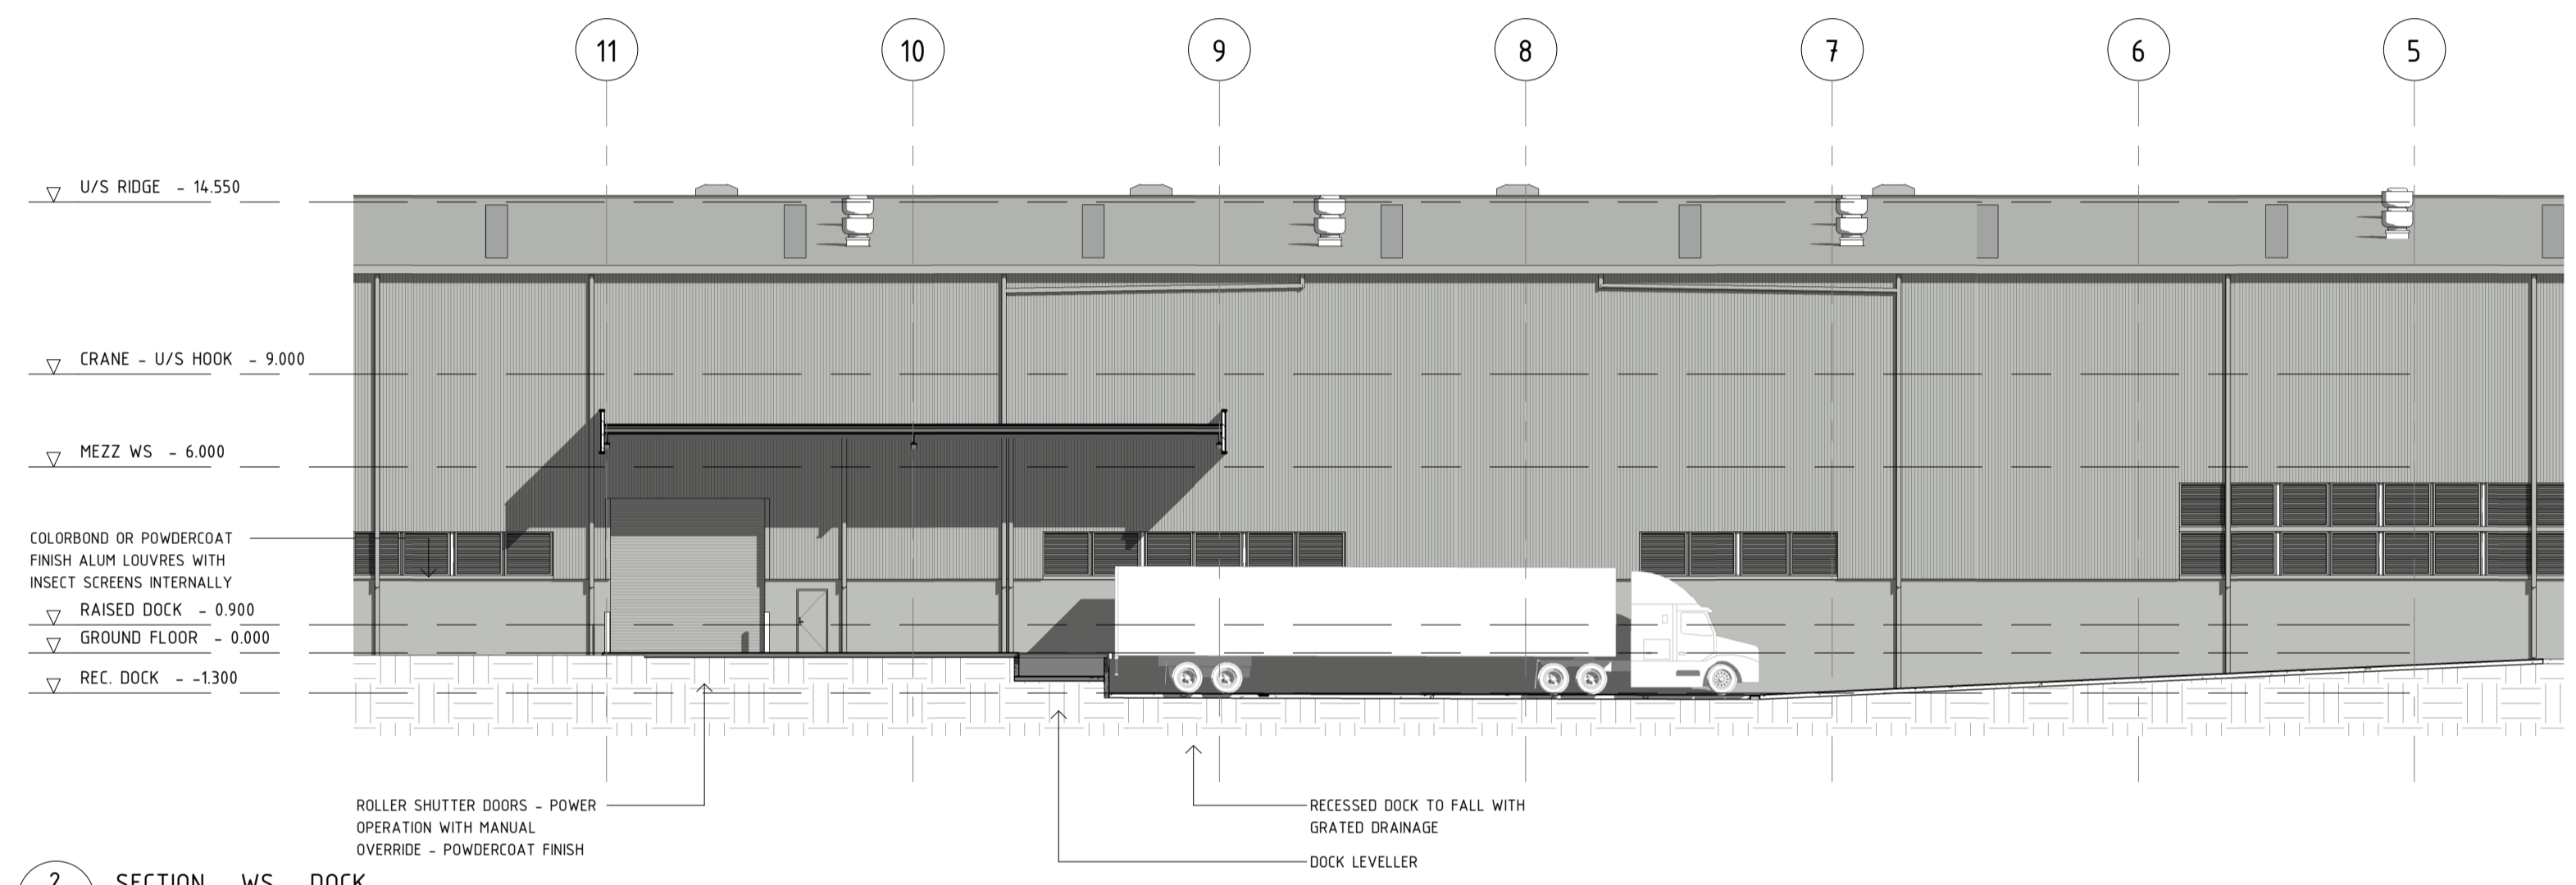 11 10 9 8 7 6 5
U/S RIDGE - 14.550
CRANE - U/S HOOK - 9.000
MEZZ WS - 6.000
COLORBOND OR POWDERCOAT
FINISH ALUM LOUVRES WITH
INSECT SCREENS INTERNALLY
RAISED DOCK - 0.900
GROUND FLOOR - 0.000
REC. DOCK - -1.300
ROLLER SHUTTER DOORS - POWER
OPERATION WITH MANUAL
OVERRIDE - POWDERCOAT FINISH
RECESSED DOCK TO FALL WITH
GRATED DRAINAGE
DOCK LEVELLER
2 SECTION WS DOCK